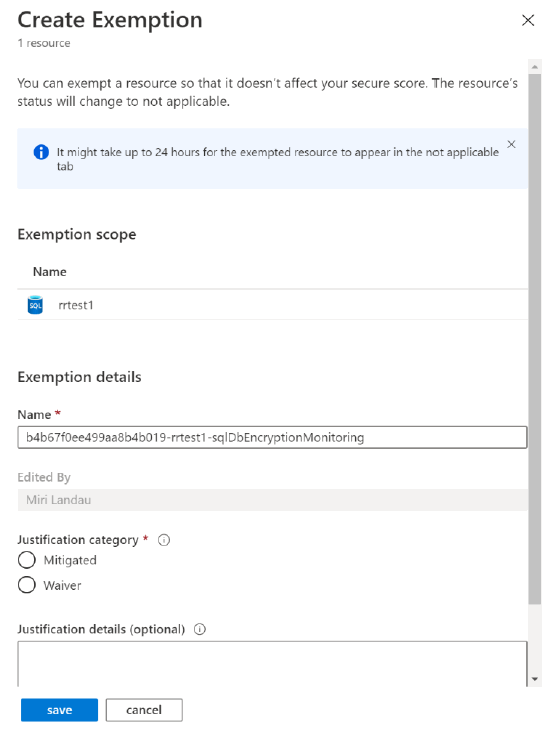 Create Exemption
1 resource
You can exempt a resource so that it doesn't affect your secure score. The resource's
status will change to not applicable.
It might take up to 24 hours for the exempted resource to appear in the not applicable
tab
Exemption scope
Name
SQL
rrtest1
Exemption details
Name *
b4b67f0ee499aa8b4b019-rrtest1-sqlDbEncryptionMonitoring
Edited By
Miri Landau
Justification category *
Mitigated
Waiver
Justification details (optional)
save
cancel